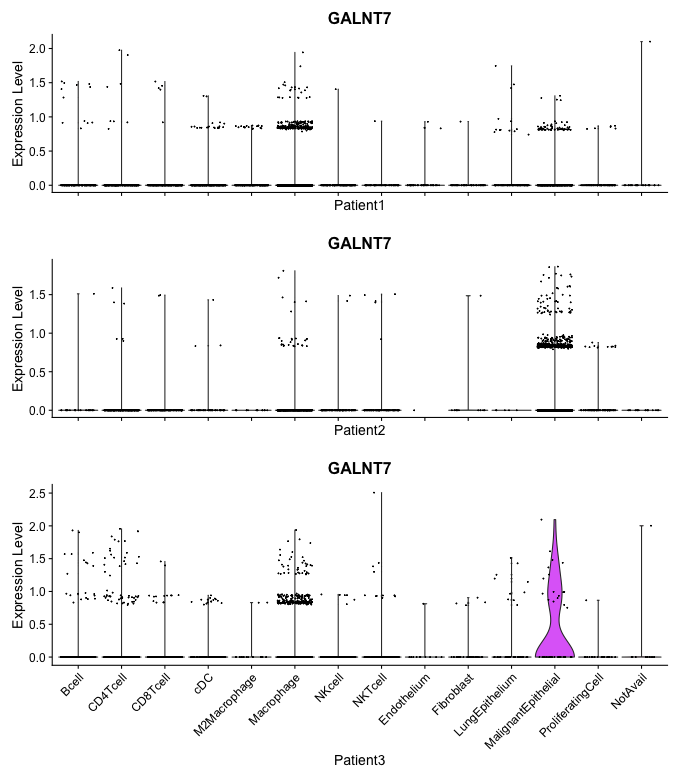 GALNT7
Expression Level
2.0
1.5
1.0
0.5
0.0
Patient1
GALNT7
Expression Level
1.5
1.0
0.5
0.0
Patient2
GALNT7
Expression Level
2.5
2.0
1.5
1.0
0.5
0.0
Bcell
CD4Tcell
CD8Tcell
cDC
M2Macrophage
Macrophage
NKcell
NKTcell
Endothelium
Fibroblast
LungEpithelium
MalignantEpithelial
ProliferatingCell
NotAvail
Patient3